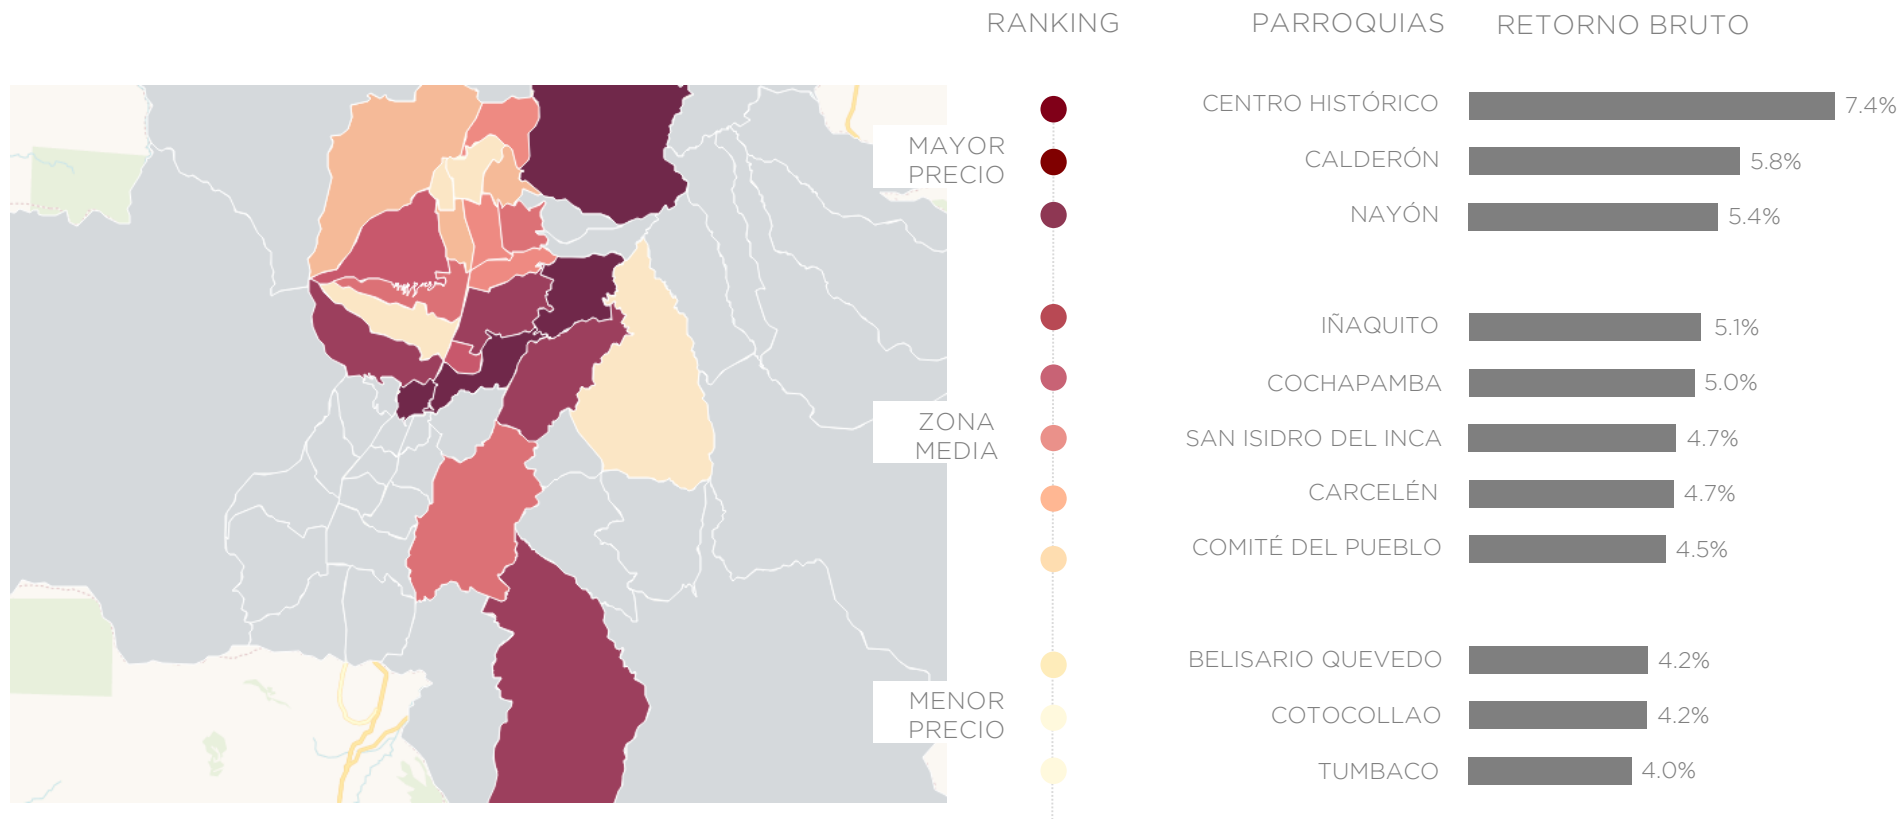 RANKING PARROQUIAS RETORNO BRUTO
MAYOR
PRECIO
CENTRO HISTÓRICO 7.4%
CALDERÓN 5.8%
NAYÓN 5.4%
ZONA
MEDIA
IÑAQUITO 5.1%
COCHAPAMBA 5.0%
SAN ISIDRO DEL INCA 4.7%
CARCELÉN 4.7%
COMITÉ DEL PUEBLO 4.5%
MENOR
PRECIO
BELISARIO QUEVEDO 4.2%
COTOCOLLAO 4.2%
TUMBACO 4.0%